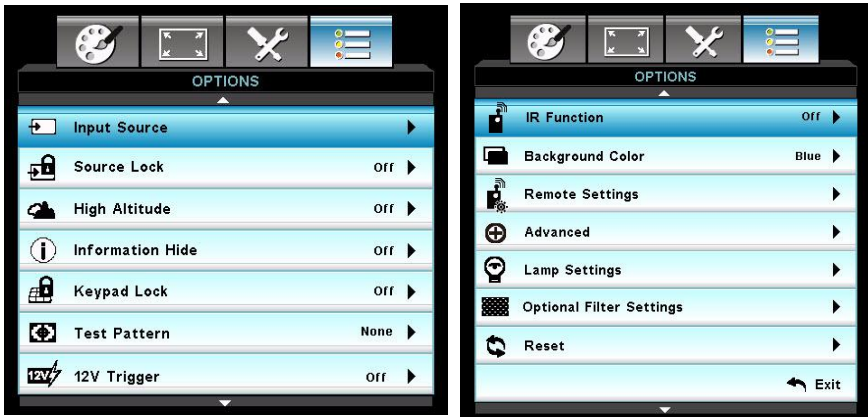 OPTIONS
Input Source
Source Lock Off
High Altitude Off
Information Hide Off
Keypad Lock Off
Test Pattern None
12V 12V Trigger Off
OPTIONS
IR Function Off
Background Color Blue
Remote Settings
Advanced
Lamp Settings
Optional Filter Settings
Reset
Exit